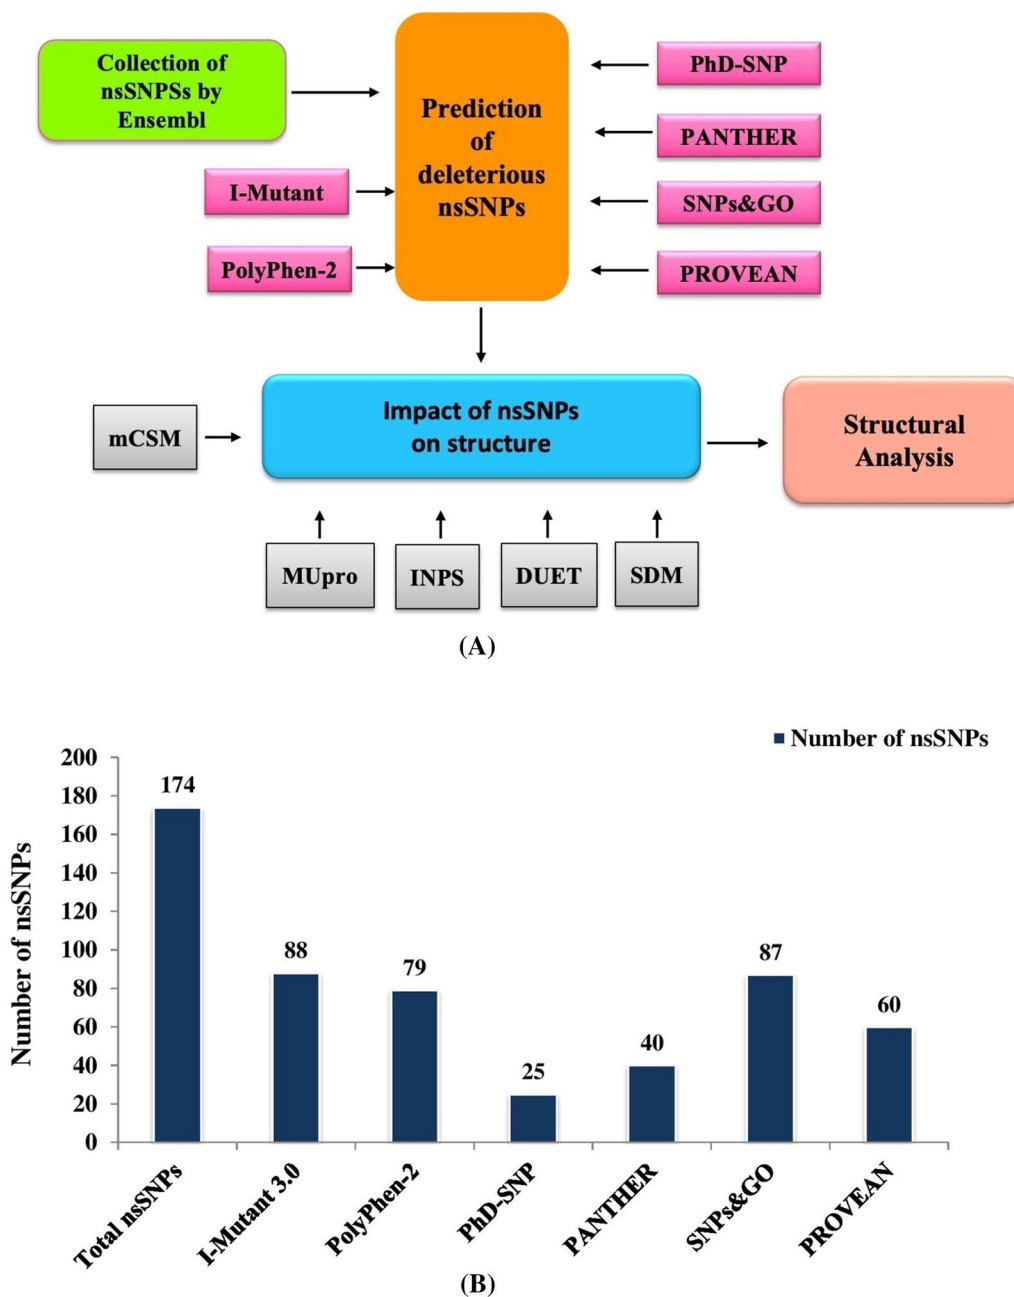 Collection of
nsSNPSs by
Ensembl
Prediction
of
deleterious
nsSNPs
PhD-SNP
PANTHER
I-Mutant
SNPs&GO
PolyPhen-2
PROVEAN
mCSM
Impact of nsSNPs
on structure
Structural
Analysis
MUpro
INPS
DUET
SDM
(A)
Number of nsSNPs
Number of nsSNPs
200
180
160
140
120
100
80
60
40
20
0
174
88
79
25
40
87
60
Total nsSNPs
I-Mutant 3.0
PolyPhen-2
PhD-SNP
PANTHER
SNPs&GO
PROVEAN
(B)